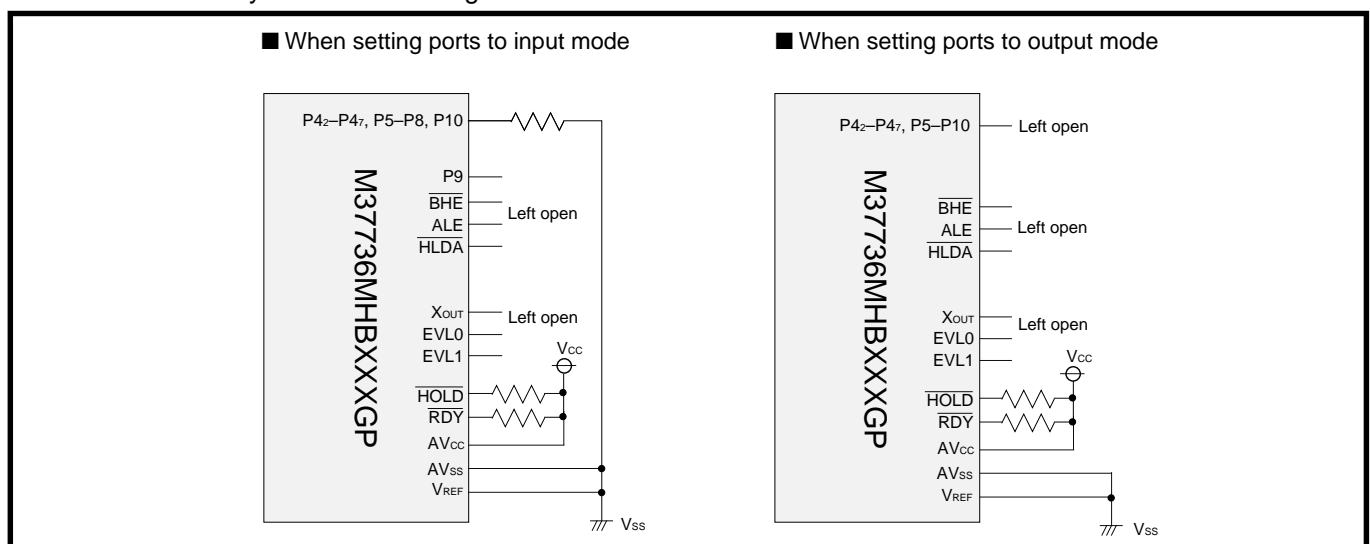 ■ When setting ports to input mode
P4₂–P4₇, P5–P8, P10
P9
BHE
ALE
HLDA
Left open
M37736MHBXXXGP
XOUT
EVL0
EVL1
Left open
VCC
HOLD
RDY
AVCC
AVSS
VREF
VSS
■ When setting ports to output mode
P4₂–P4₇, P5–P10
Left open
BHE
ALE
HLDA
Left open
M37736MHBXXXGP
XOUT
EVL0
EVL1
Left open
VCC
HOLD
RDY
AVCC
AVSS
VREF
VSS